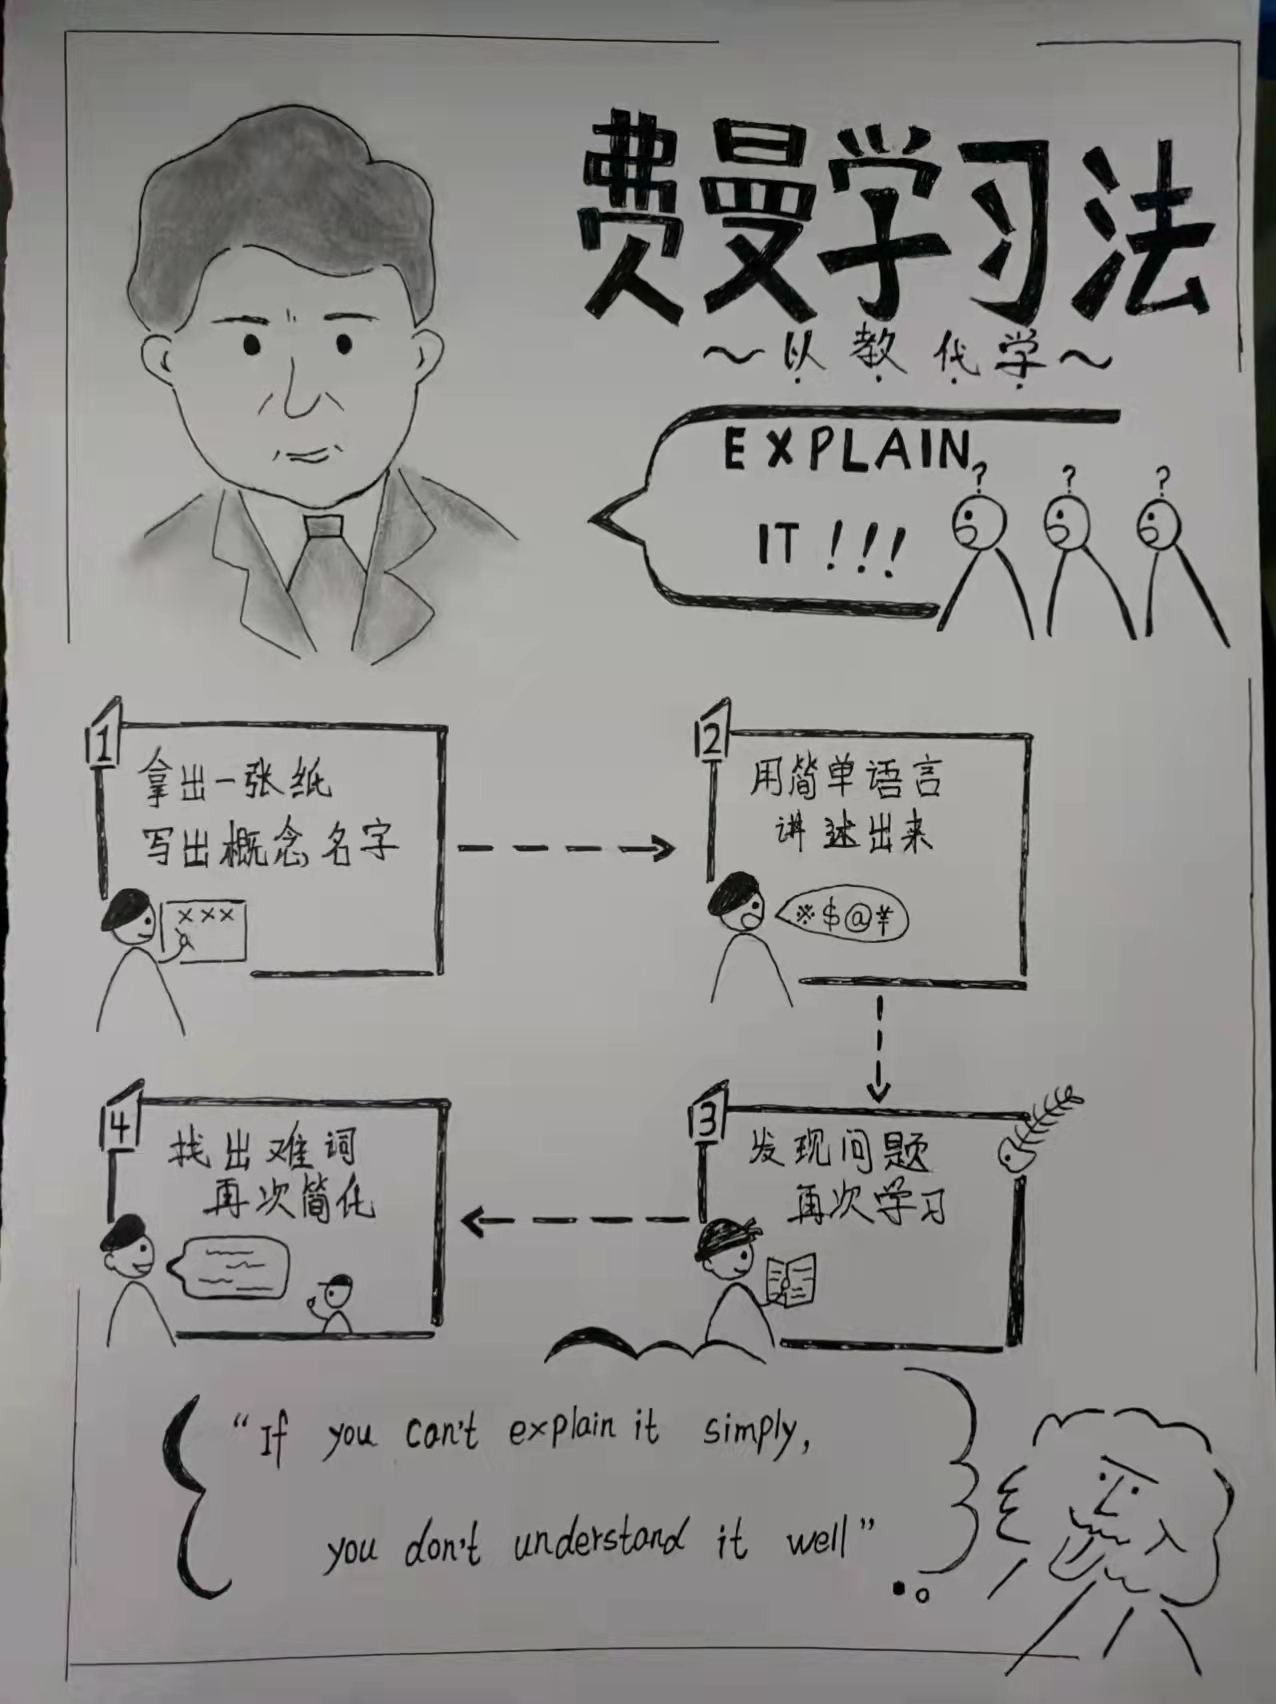 费曼学习法
～以教代学～
EXPLAIN
IT!!!
? ? ?
1
拿出一张纸
写出概念名字
×××
2
用简单语言
讲述出来
※$@¥
3
发现问题
再次学习
4
找出难词
再次简化
“If you can't explain it simply,
you don't understand it well”